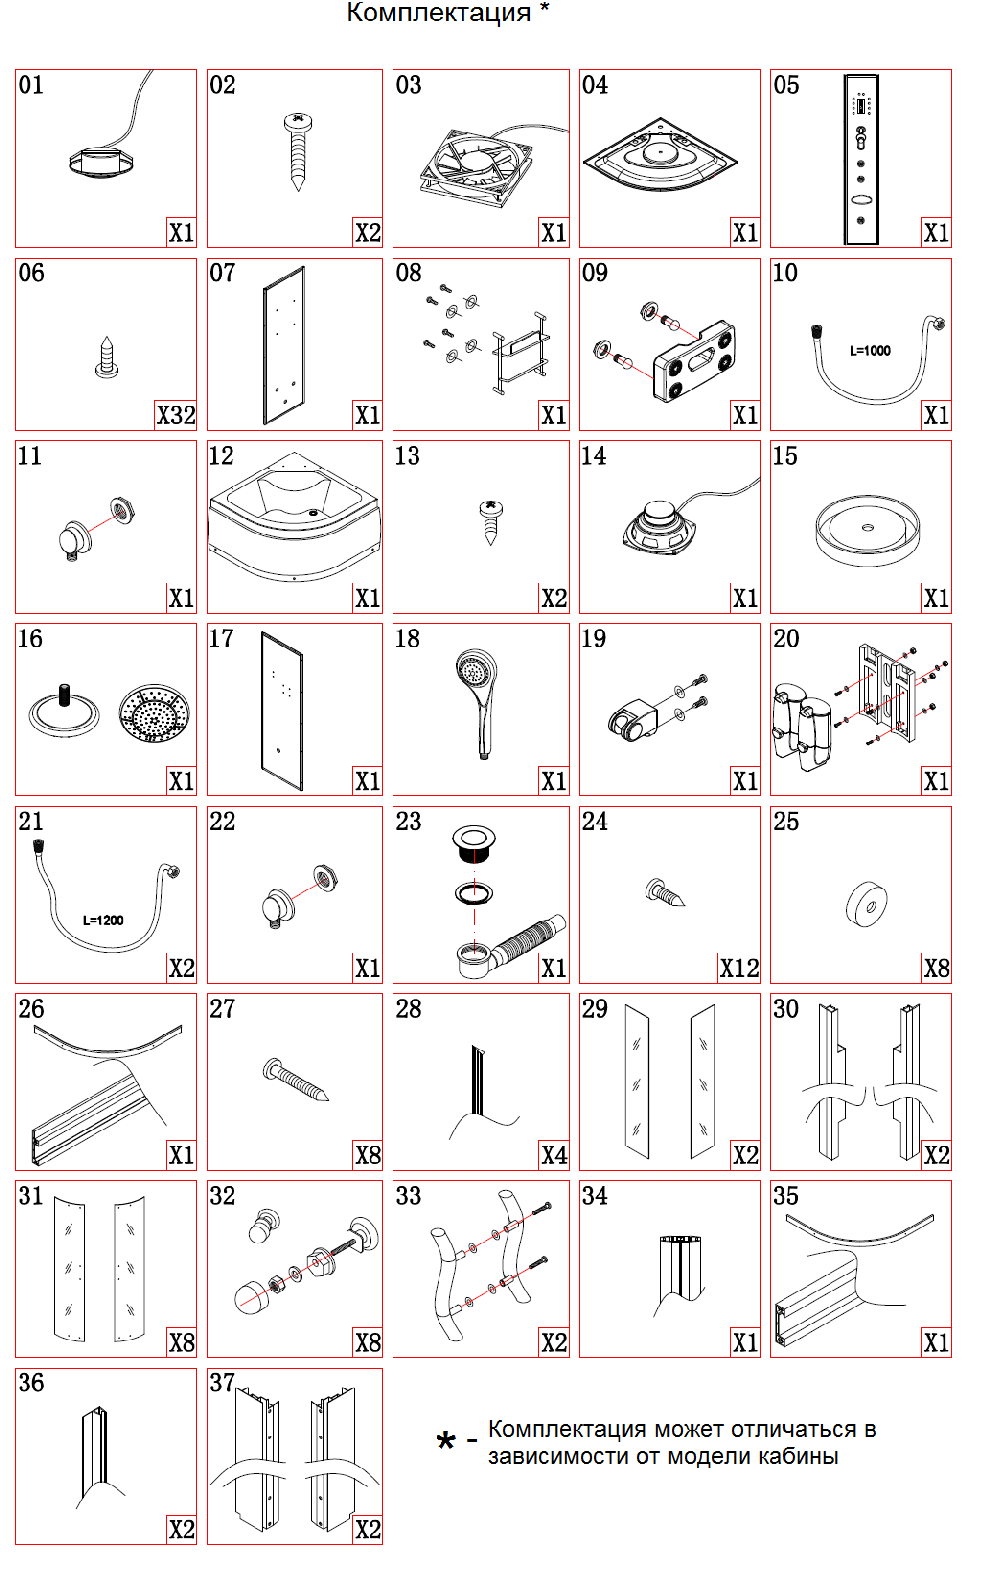 Комплектация *
01 02 03 04 05
X1 X2 X1 X1 X1
06 07 08 09 10
L=1000
X32 X1 X1 X1 X1
11 12 13 14 15
X1 X1 X2 X1 X1
16 17 18 19 20
X1 X1 X1 X1 X1
21 22 23 24 25
L=1200
X2 X1 X1 X12 X8
26 27 28 29 30
X1 X8 X4 X2 X2
31 32 33 34 35
X8 X8 X2 X1 X1
36 37
* - Комплектация может отличаться в
зависимости от модели кабины
X2 X2